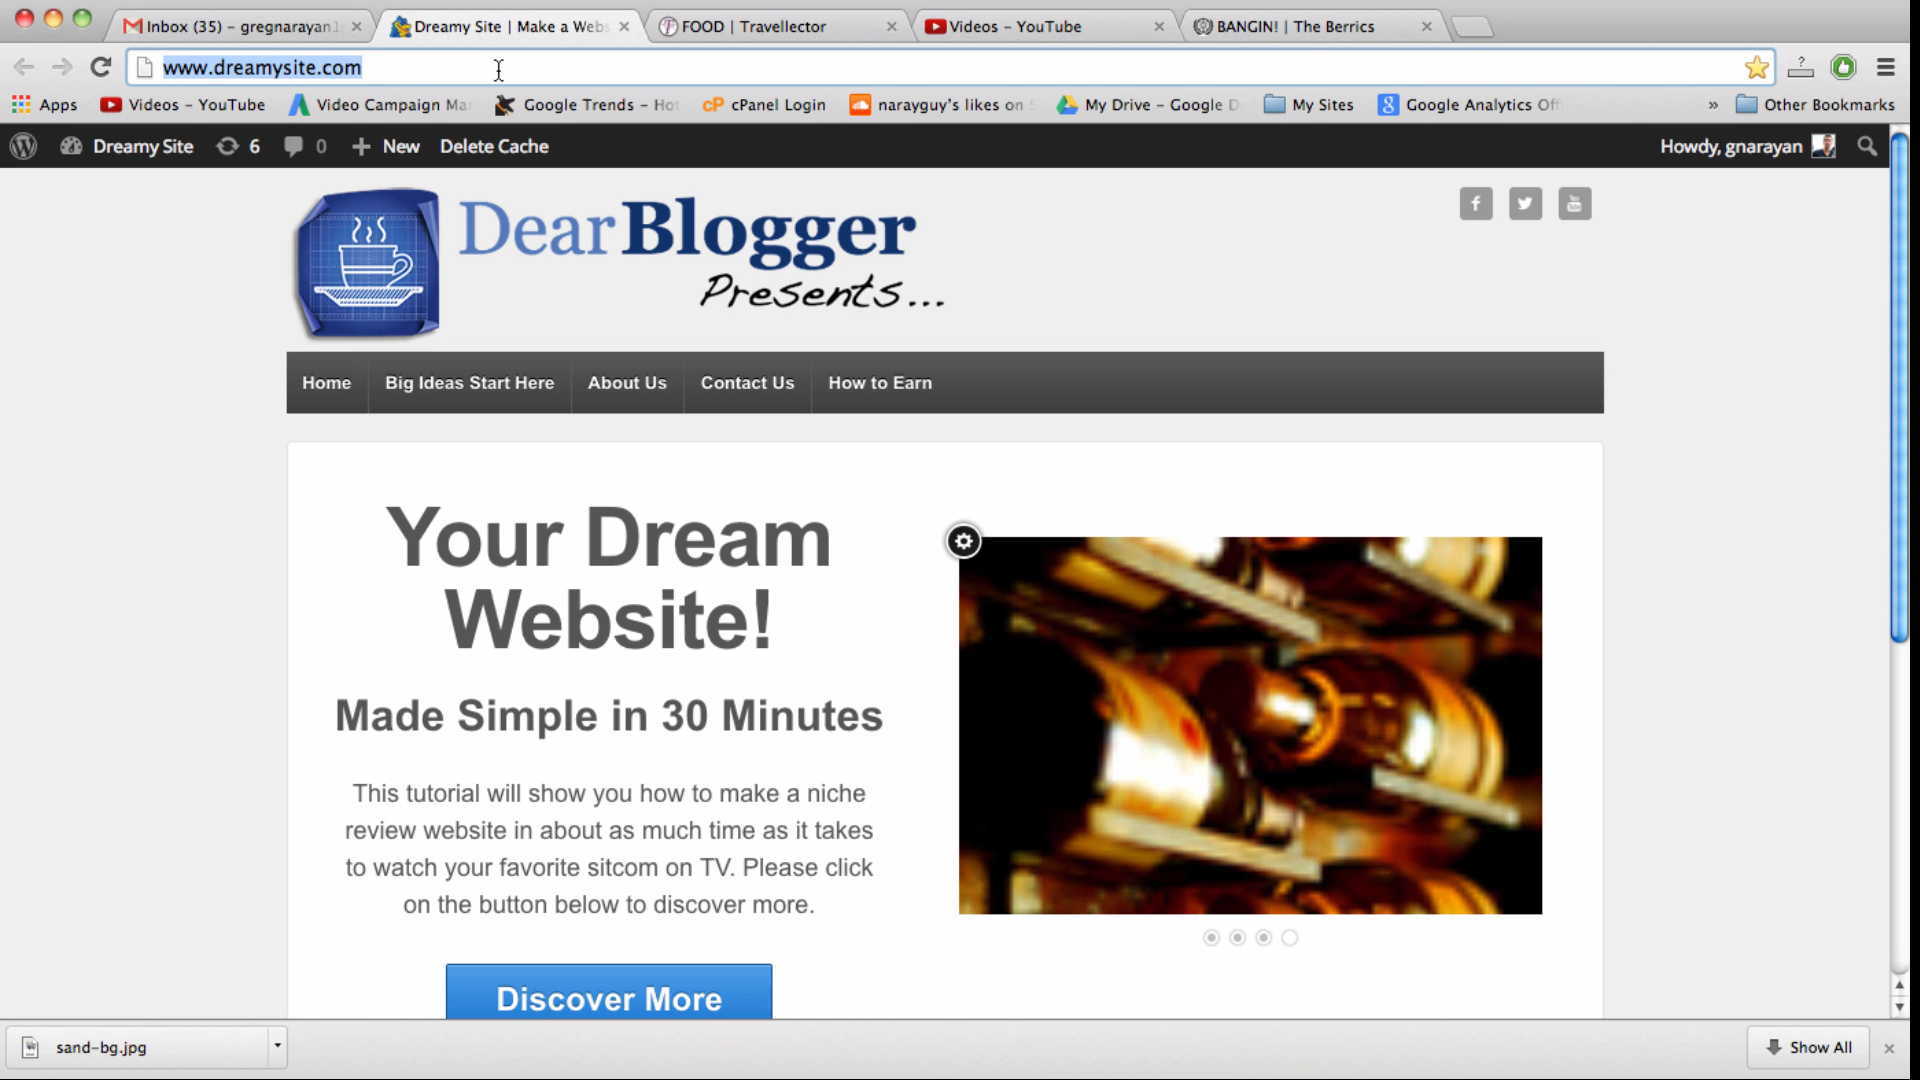 Inbox (35) – gregnarayan1
Dreamy Site | Make a Webs
FOOD | Travellector
Videos – YouTube
BANGIN! | The Berrics
www.dreamysite.com
Apps
Videos – YouTube
Video Campaign Ma
Google Trends – Hot
cP cPanel Login
narayguy's likes on
My Drive – Google D
My Sites
Google Analytics Off
»
Other Bookmarks
Dreamy Site
6
0
New
Delete Cache
Howdy, gnarayan
DearBlogger
Presents...
Home
Big Ideas Start Here
About Us
Contact Us
How to Earn
Your Dream
Website!
Made Simple in 30 Minutes
This tutorial will show you how to make a niche
review website in about as much time as it takes
to watch your favorite sitcom on TV. Please click
on the button below to discover more.
Discover More
sand-bg.jpg
Show All